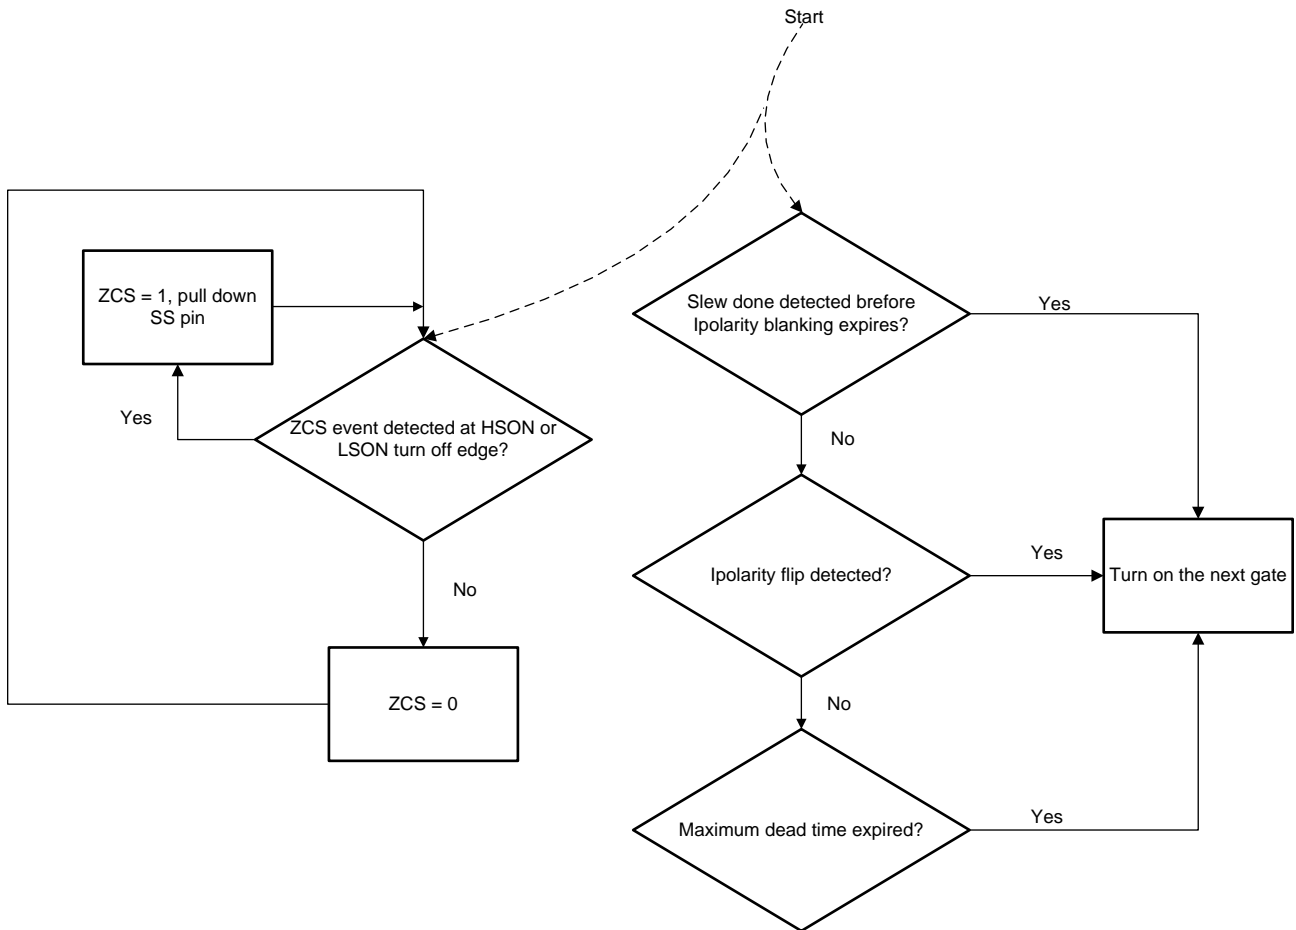 Start
ZCS = 1, pull down
SS pin
Yes
ZCS event detected at HSON or
LSON turn off edge?
No
ZCS = 0
Slew done detected brefore
Ipolarity blanking expires?
Yes
No
Ipolarity flip detected?
Yes
Turn on the next gate
No
Maximum dead time expired?
Yes